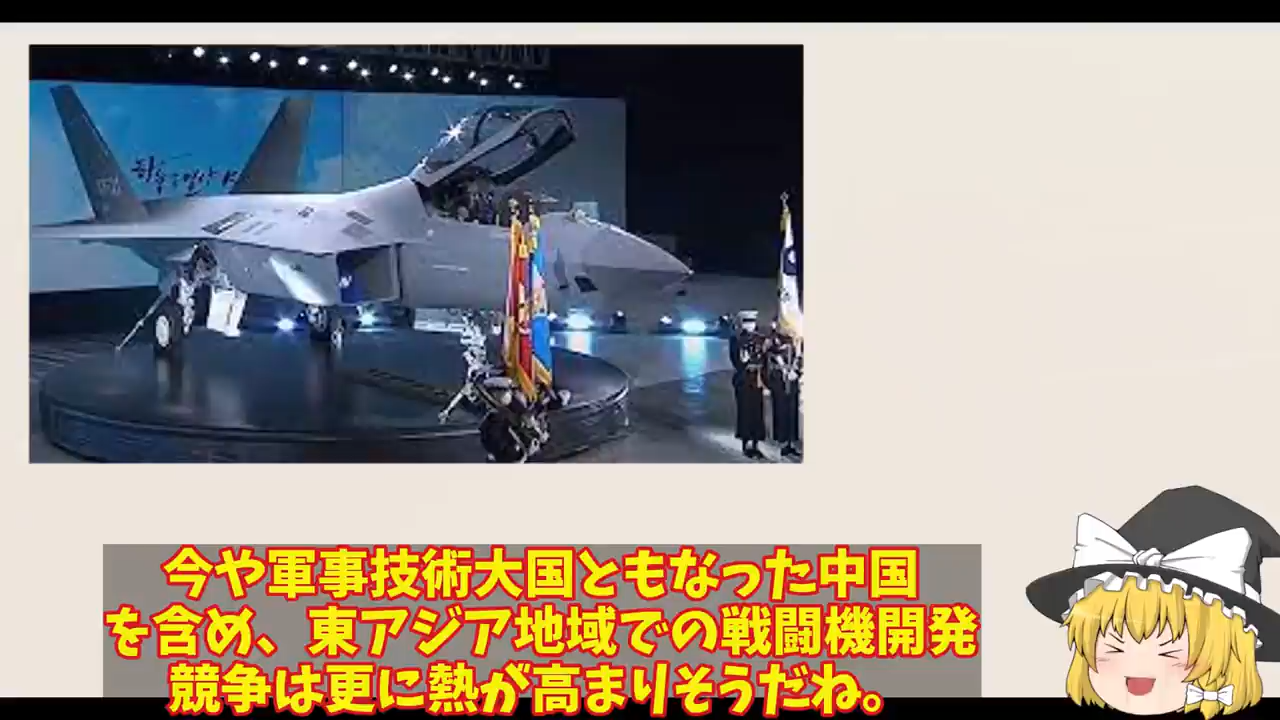 今や軍事技術大国ともなった中国
を含め、東アジア地域での戦闘機開発
競争は更に熱が高まりそうだね。